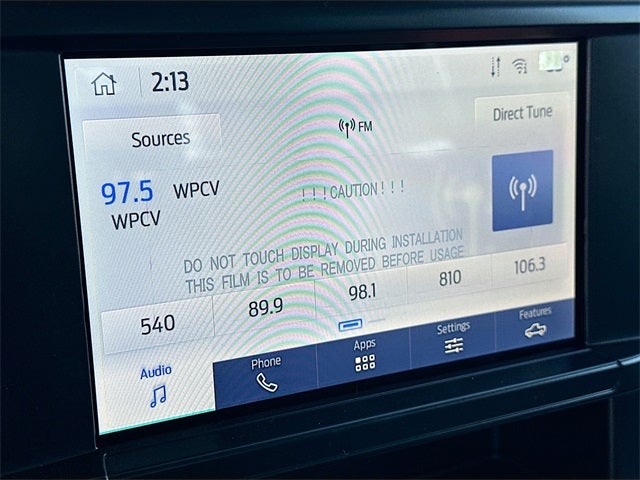 2:13
Sources
FM
Direct Tune
97.5 WPCV
WPCV
! ! ! CAUTION ! ! !
DO NOT TOUCH DISPLAY DURING INSTALLATION
THIS FILM IS TO BE REMOVED BEFORE USAGE
540 89.9 98.1 810 106.3
Audio Phone Apps Settings Features